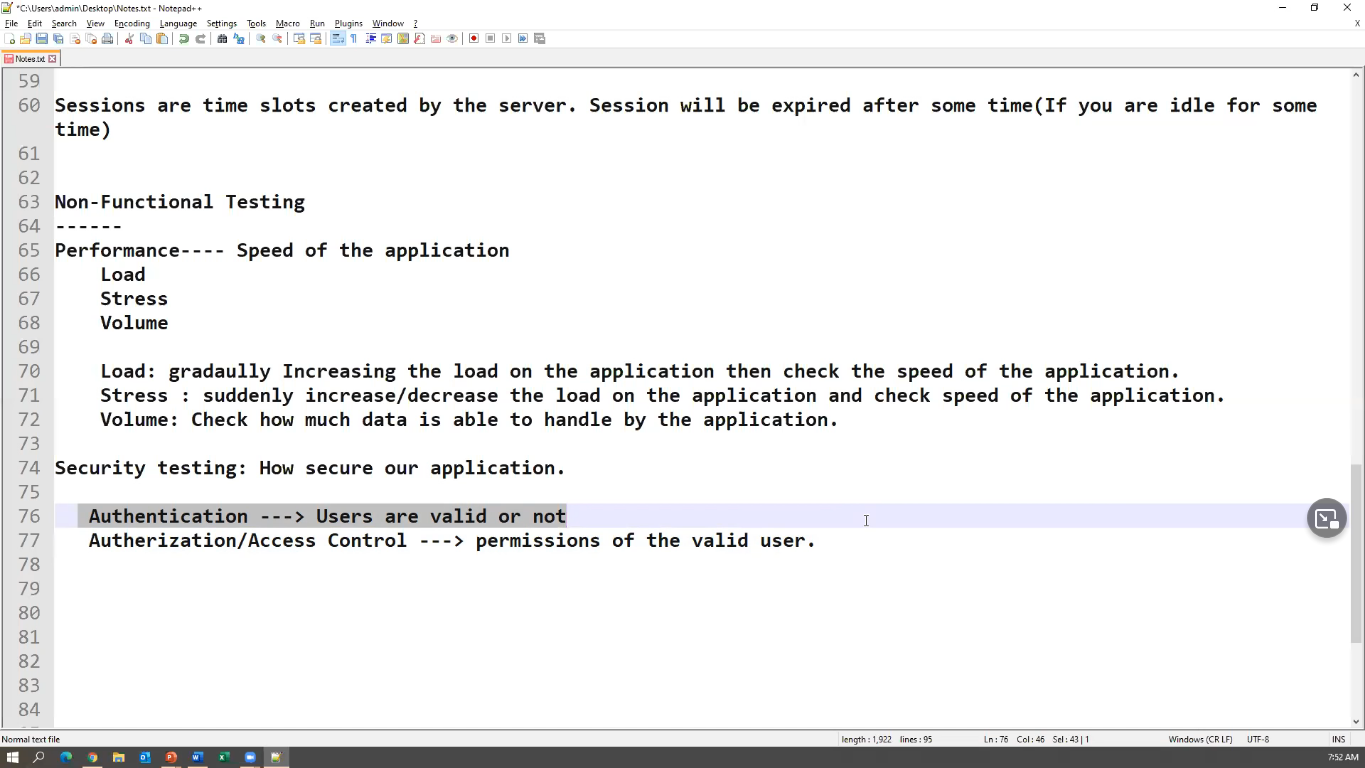 *C:\Users\admin\Desktop\Notes.txt - Notepad++
File Edit Search View Encoding Language Settings Tools Macro Run Plugins Window ?
X
Notes.txt
59
60 Sessions are time slots created by the server. Session will be expired after some time(If you are idle for some
time)
61
62
63 Non-Functional Testing
64 ------
65 Performance---- Speed of the application
66 Load
67 Stress
68 Volume
69
70 Load: gradaully Increasing the load on the application then check the speed of the application.
71 Stress : suddenly increase/decrease the load on the application and check speed of the application.
72 Volume: Check how much data is able to handle by the application.
73
74 Security testing: How secure our application.
75
76 Authentication ---> Users are valid or not
77 Autherization/Access Control ---> permissions of the valid user.
78
79
80
81
82
83
84
Normal text file length : 1,922 lines : 95 Ln : 76 Col : 46 Sel : 43 | 1 Windows (CR LF) UTF-8 INS
7:52 AM